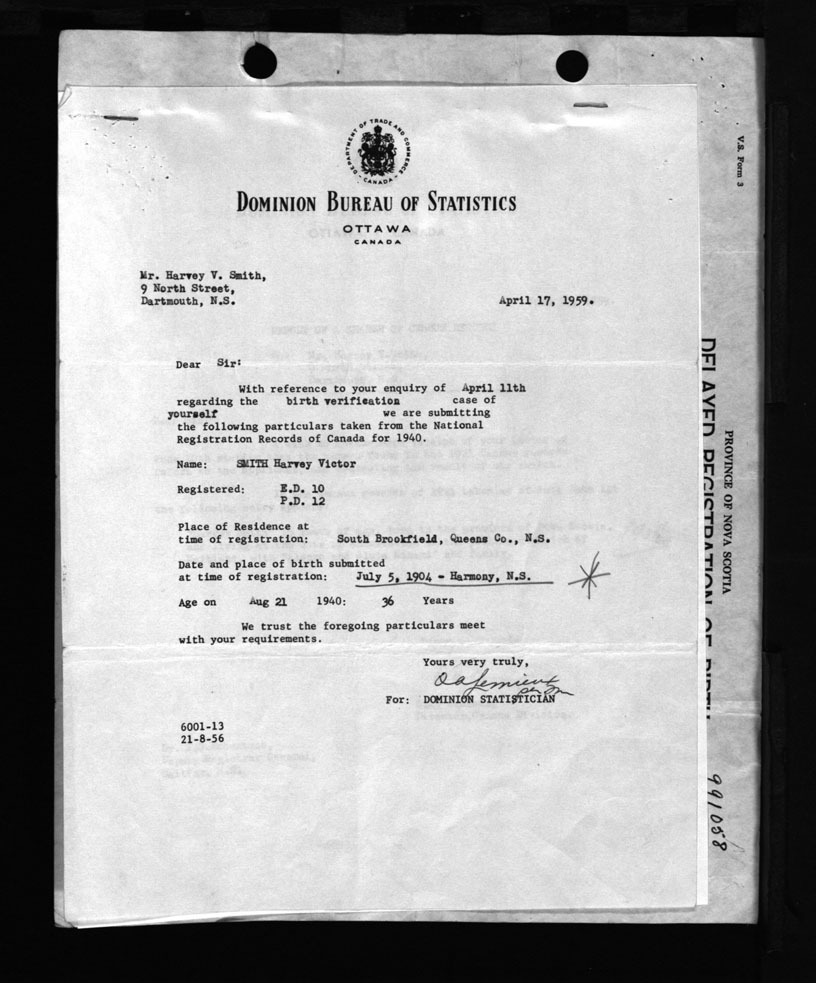 DEPARTMENT OF TRADE AND COMMERCE
- CANADA -
DOMINION BUREAU OF STATISTICS
OTTAWA
CANADA
Mr. Harvey V. Smith,
9 North Street,
Dartmouth, N.S.
April 17, 1959.
Dear Sir:
With reference to your enquiry of April 11th
regarding the birth verification case of
yourself we are submitting
the following particulars taken from the National
Registration Records of Canada for 1940.
Name: SMITH Harvey Victor
Registered: E.D. 10
P.D. 12
Place of Residence at
time of registration: South Brookfield, Queens Co., N.S.
Date and place of birth submitted
at time of registration: July 5, 1904 - Harmony, N.S.
Age on Aug 21 1940: 36 Years
We trust the foregoing particulars meet
with your requirements.
Yours very truly,
O A Lemieux
For: DOMINION STATISTICIAN
6001-13
21-8-56
V.S. Form 3
PROVINCE OF NOVA SCOTIA
DELAYED REGISTRATION OF BIRTH
991058